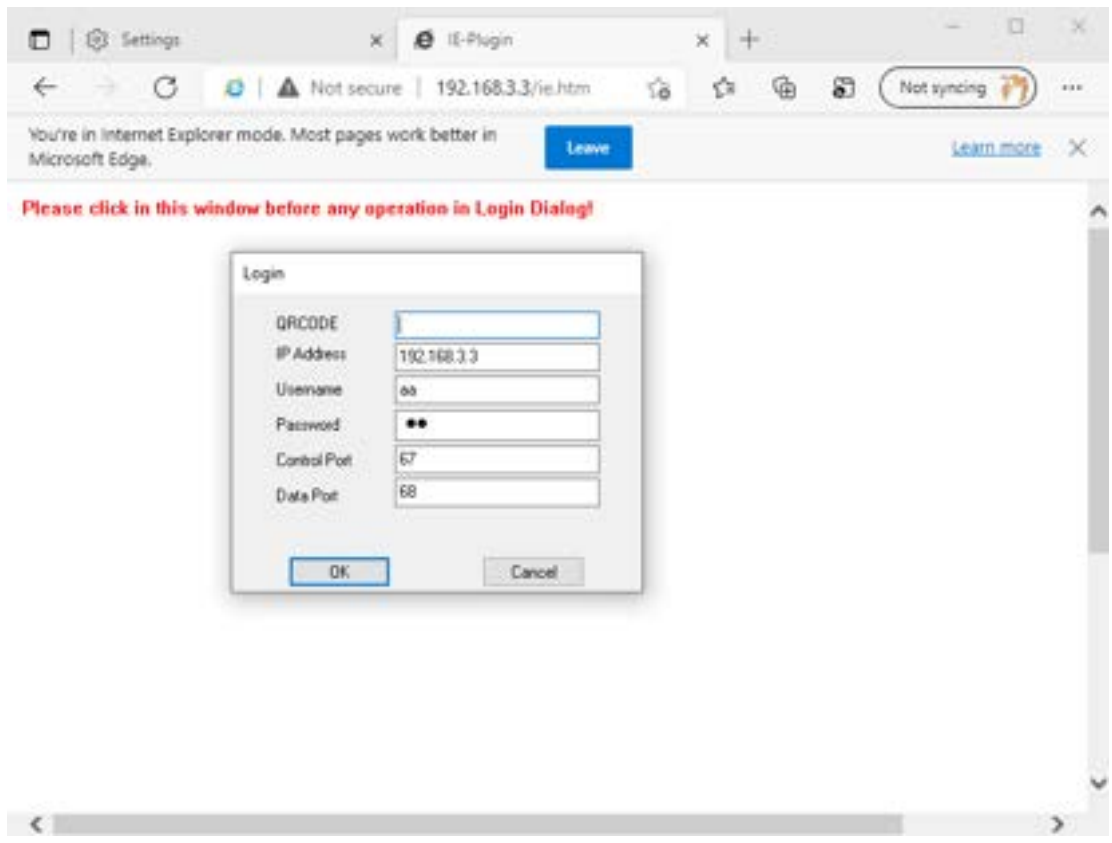 Settings
IE-Plugin
Not secure | 192.168.3.3/ie.htm
Not syncing
You're in Internet Explorer mode. Most pages work better in
Microsoft Edge.
Leave
Learn more
Please click in this window before any operation in Login Dialog!
Login
QRCODE
IP Address 192.168.3.3
Username aa
Password ●●
Control Port 67
Data Port 68
OK Cancel